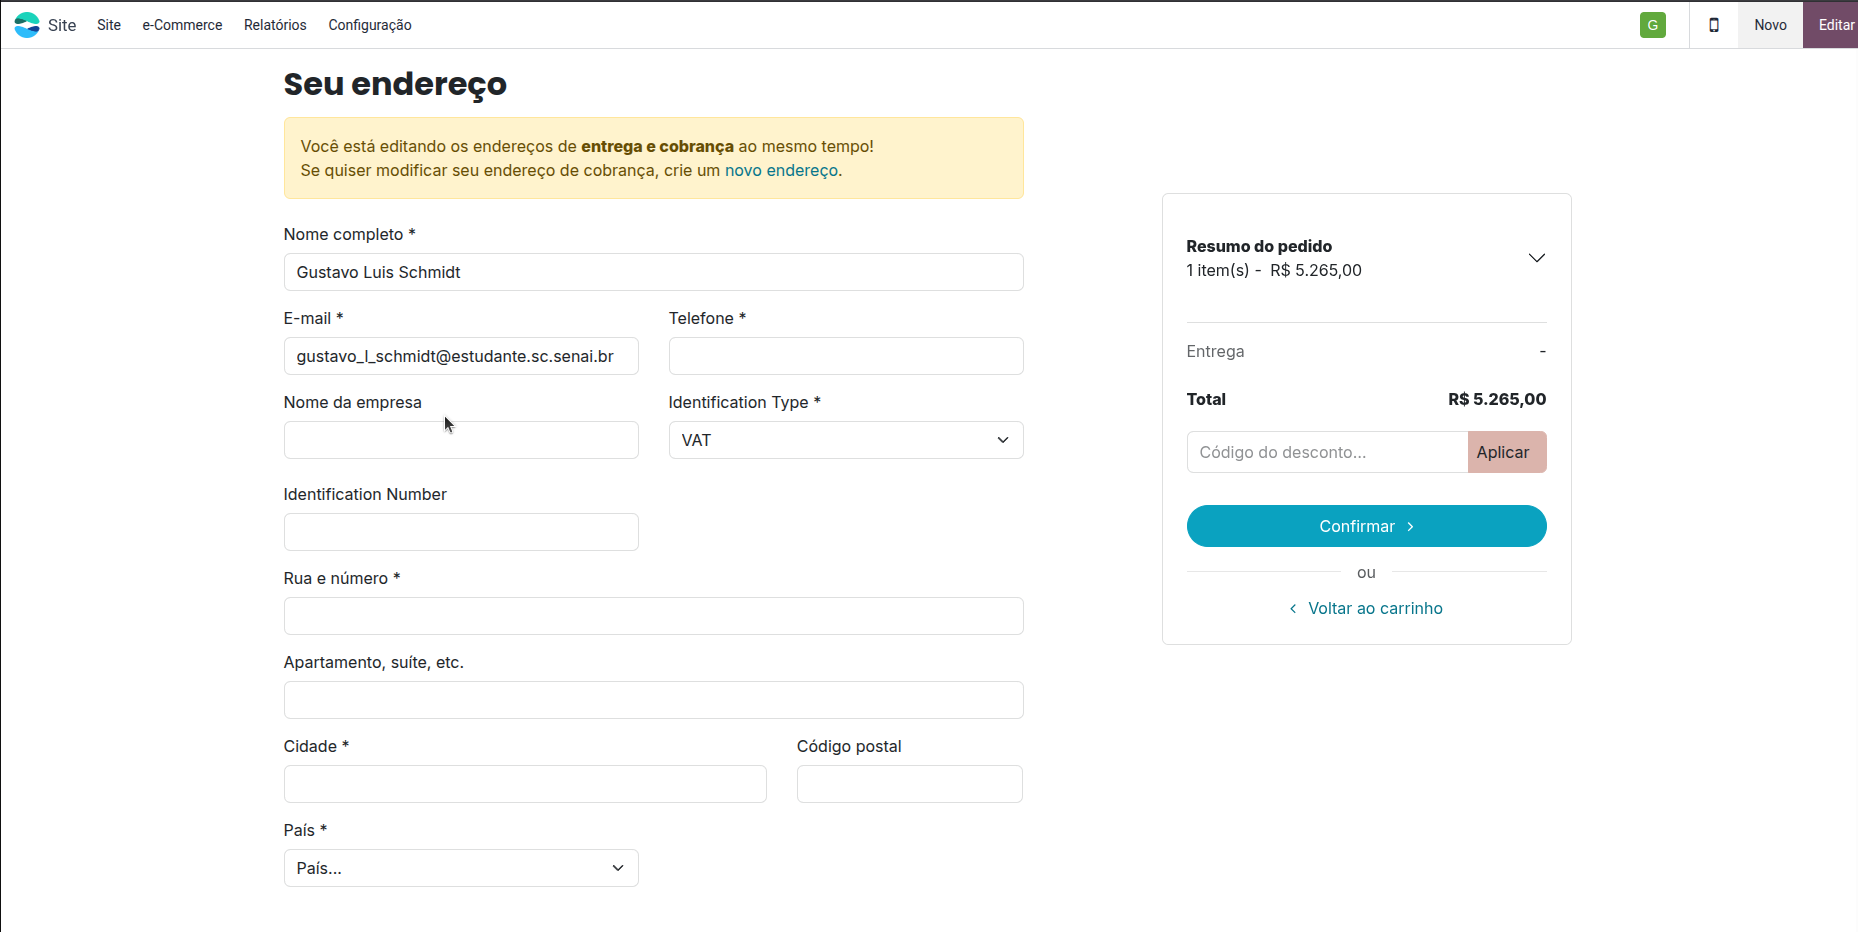 Site Site e-Commerce Relatórios Configuração G Novo Editar
Seu endereço
Você está editando os endereços de entrega e cobrança ao mesmo tempo!
Se quiser modificar seu endereço de cobrança, crie um novo endereço.
Nome completo *
Gustavo Luis Schmidt
E-mail * Telefone *
gustavo_l_schmidt@estudante.sc.senai.br
Nome da empresa Identification Type *
VAT
Identification Number
Rua e número *
Apartamento, suíte, etc.
Cidade * Código postal
País *
País...
Resumo do pedido
1 item(s) - R$ 5.265,00
Entrega -
Total R$ 5.265,00
Código do desconto... Aplicar
Confirmar
ou
Voltar ao carrinho